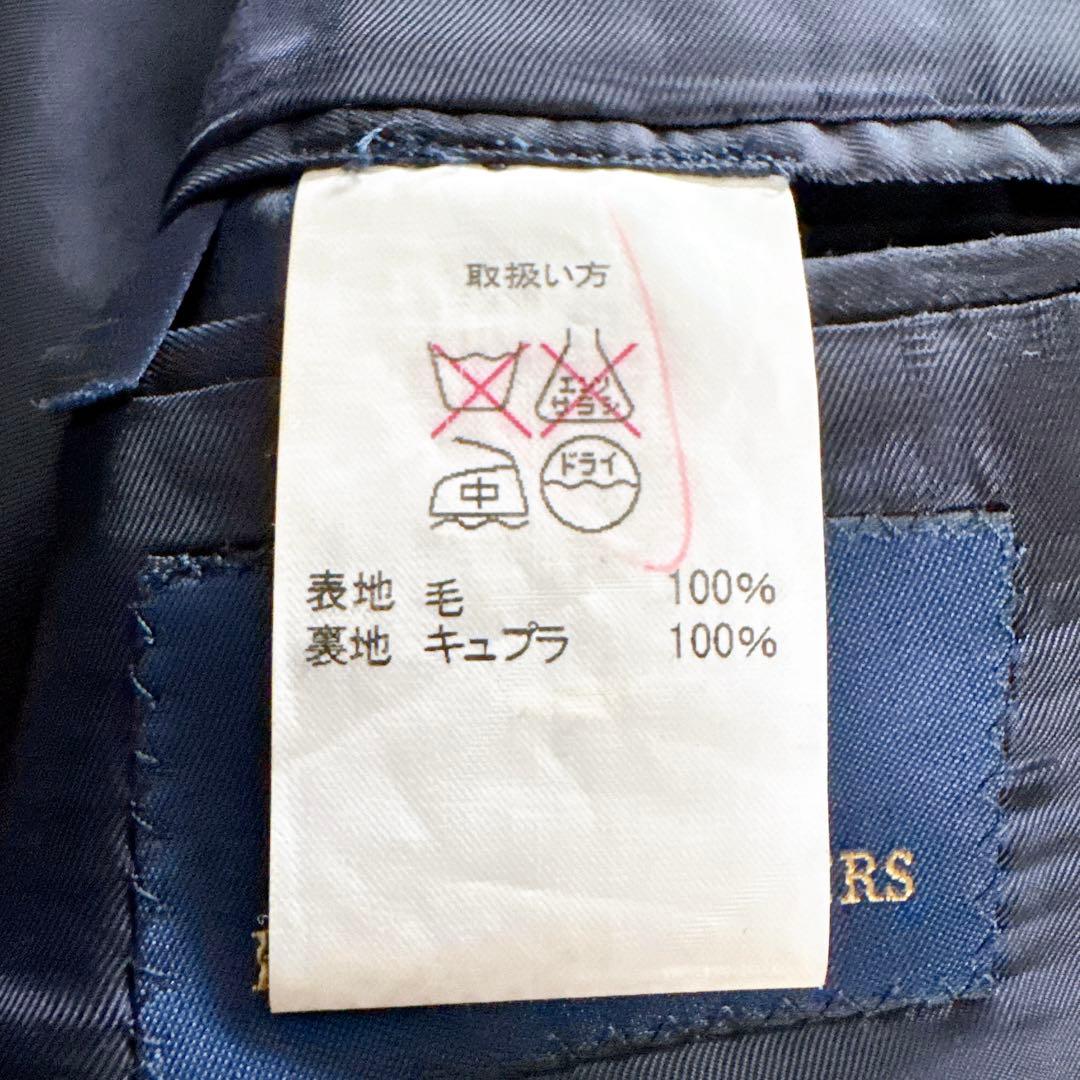 取扱い方
エンソ
サラシ
中
ドライ
表地 毛 100%
裏地 キュプラ 100%
RS